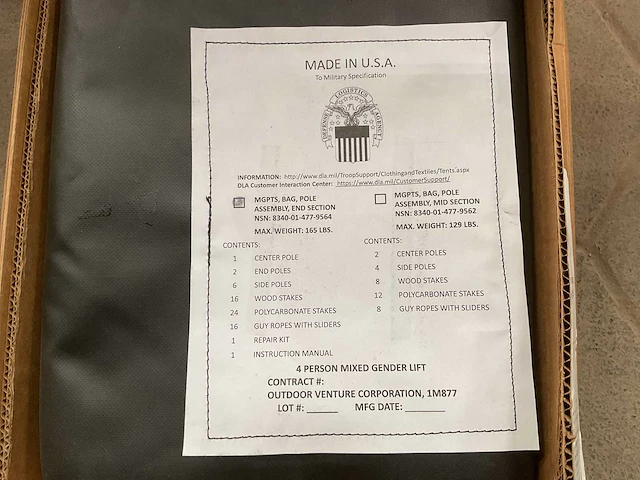 MADE IN U.S.A.
To Military Specification
DEFENSE LOGISTICS AGENCY
INFORMATION: http://www.dla.mil/TroopSupport/ClothingandTextiles/Tents.aspx
DLA Customer Interaction Center: https://www.dla.mil/CustomerSupport/
MGPTS, BAG, POLE
ASSEMBLY, END SECTION
NSN: 8340-01-477-9564
MAX. WEIGHT: 165 LBS.
CONTENTS:
1 CENTER POLE
2 END POLES
6 SIDE POLES
16 WOOD STAKES
24 POLYCARBONATE STAKES
16 GUY ROPES WITH SLIDERS
1 REPAIR KIT
1 INSTRUCTION MANUAL
MGPTS, BAG, POLE
ASSEMBLY, MID SECTION
NSN: 8340-01-477-9562
MAX. WEIGHT: 129 LBS.
CONTENTS:
2 CENTER POLES
4 SIDE POLES
8 WOOD STAKES
12 POLYCARBONATE STAKES
8 GUY ROPES WITH SLIDERS
4 PERSON MIXED GENDER LIFT
CONTRACT #:
OUTDOOR VENTURE CORPORATION, 1M877
LOT #: ______ MFG DATE: ________